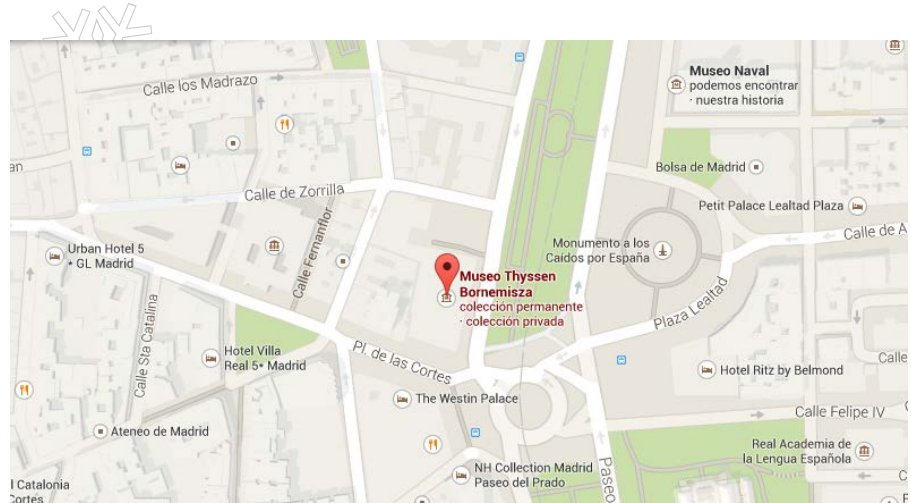 Calle los Madrazo
Museo Naval
podemos encontrar
· nuestra historia
an
Bolsa de Madrid
Calle de Zorrilla
Petit Palace Lealtad Plaza
Calle de A
Urban Hotel 5
* GL Madrid
Calle Fernanflor
Monumento a los
Caídos por España
Museo Thyssen
Bornemisza
colección permanente
· colección privada
Plaza Lealtad
Calle Sta Catalina
Hotel Villa
Real 5* Madrid
Pl. de las Cortes
Calle
Hotel Ritz by Belmond
The Westin Palace
Calle Felipe IV
Ateneo de Madrid
Real Academia de
la Lengua Española
NH Collection Madrid
Paseo del Prado
Paseo
l Catalonia
Cortes
C